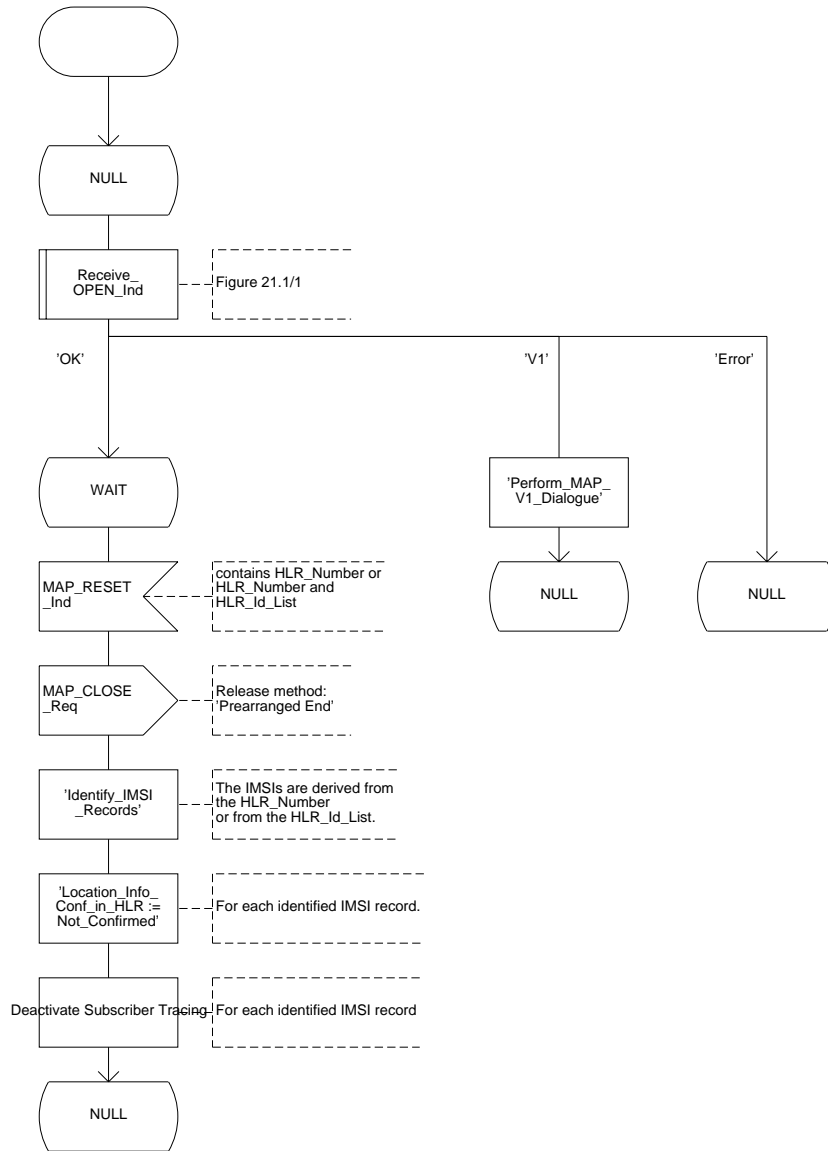 NULL
Receive_
OPEN_Ind
Figure 21.1/1
'OK'
'V1'
'Error'
WAIT
'Perform_MAP_
V1_Dialogue'
MAP_RESET
_Ind
contains HLR_Number or
HLR_Number and
HLR_Id_List
NULL
NULL
MAP_CLOSE
_Req
Release method:
'Prearranged End'
'Identify_IMSI
_Records'
The IMSIs are derived from
the HLR_Number
or from the HLR_Id_List.
'Location_Info_
Conf_in_HLR :=
Not_Confirmed'
For each identified IMSI record.
Deactivate Subscriber Tracing
For each identified IMSI record
NULL